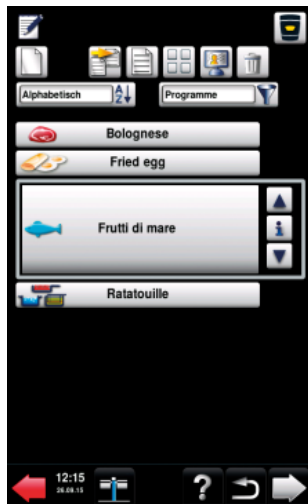 Alphabetisch A Z
Programme
Bolognese
Fried egg
Frutti di mare
i
Ratatouille
12:15
26.09.15
?